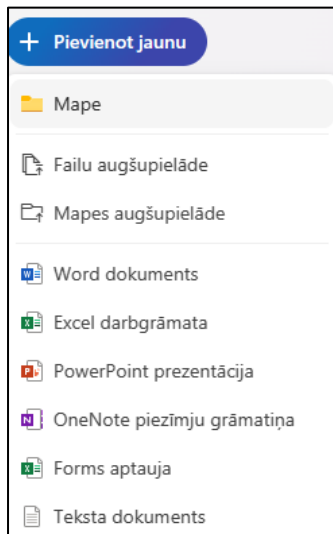 + Pievienot jaunu
Mape
Failu augšupielāde
Mapes augšupielāde
Word dokuments
Excel darbgrāmata
PowerPoint prezentācija
OneNote piezīmju grāmatiņa
Forms aptauja
Teksta dokuments